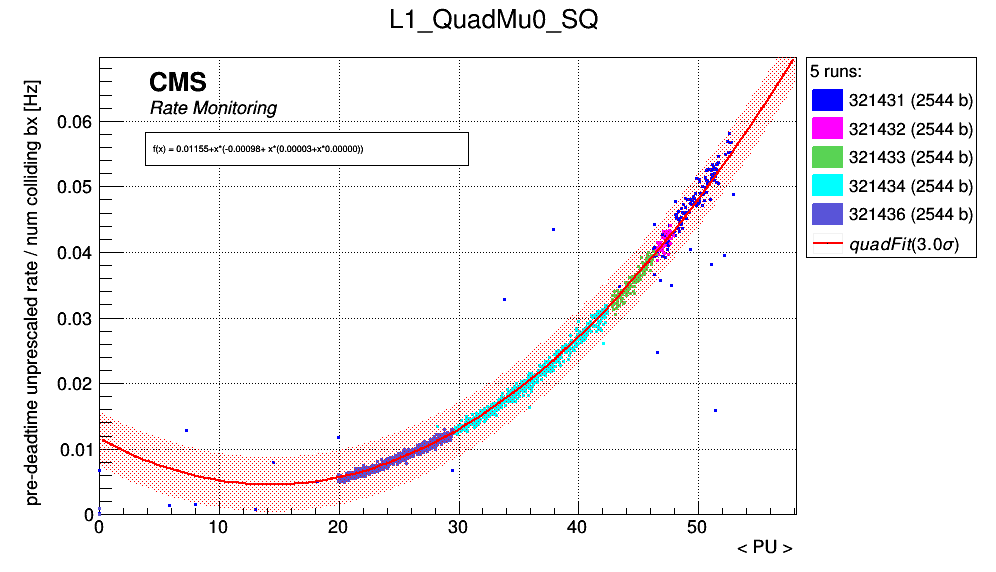 L1_QuadMu0_SQ
pre-deadtime unprescaled rate / num colliding bx [Hz]
CMS
Rate Monitoring
f(x) = 0.01155+x*(-0.00098+ x*(0.00003+x*0.00000))
0.06
0.05
0.04
0.03
0.02
0.01
0
0 10 20 30 40 50
< PU >
5 runs:
321431 (2544 b)
321432 (2544 b)
321433 (2544 b)
321434 (2544 b)
321436 (2544 b)
quadFit(3.0σ)